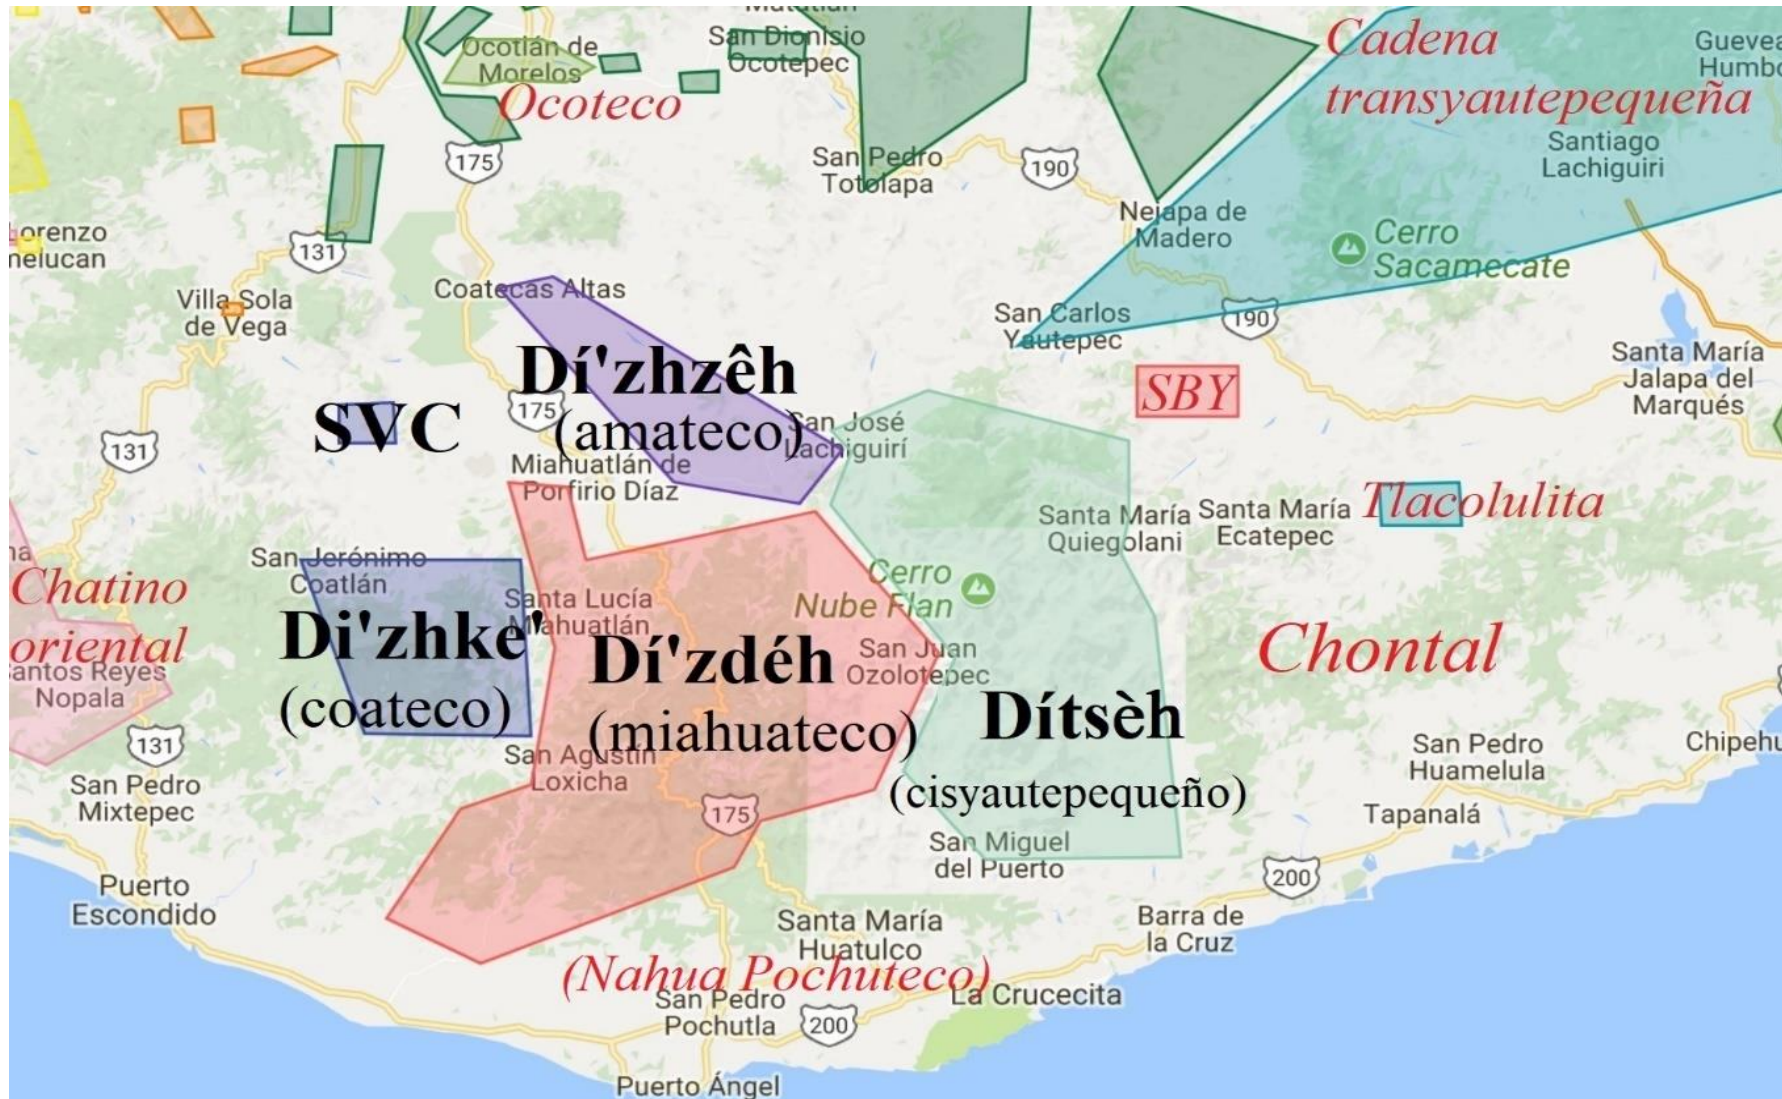 Ocotlán de
Morelos
San Dionisio
Ocotepec
Ocoteco
Cadena
transyautepequeña
Santiago
Lachiguiri
175
San Pedro
Totolapa
190
Nejapa de
Madero
Cerro
Sacamecate
131
Villa Sola
de Vega
Coatecas Altas
San Carlos
Yautepec
190
Santa María
Jalapa del
Marqués
Dí'zhzêh
(amateco)
SBY
SVC
175
131
San José
Lachiguirí
Miahuatlán de
Porfirio Díaz
Santa María
Quiegolani
Santa María
Ecatepec
Tlacolulita
San Jerónimo
Coatlán
Chatino
oriental
Santa Lucía
Miahuatlán
Cerro
Nube Flan
Di'zhke'
(coateco)
Dí'zdéh
(miahuateco)
San Juan
Ozolotepec
Chontal
Dítsèh
(cisyautepequeño)
antos Reyes
Nopala
131
San Agustín
Loxicha
San Pedro
Mixtepec
175
San Pedro
Huamelula
Chipehu
Tapanalá
San Miguel
del Puerto
200
Puerto
Escondido
Santa María
Huatulco
Barra de
la Cruz
(Nahua Pochuteco)
San Pedro
Pochutla
200
La Crucecita
Puerto Ángel